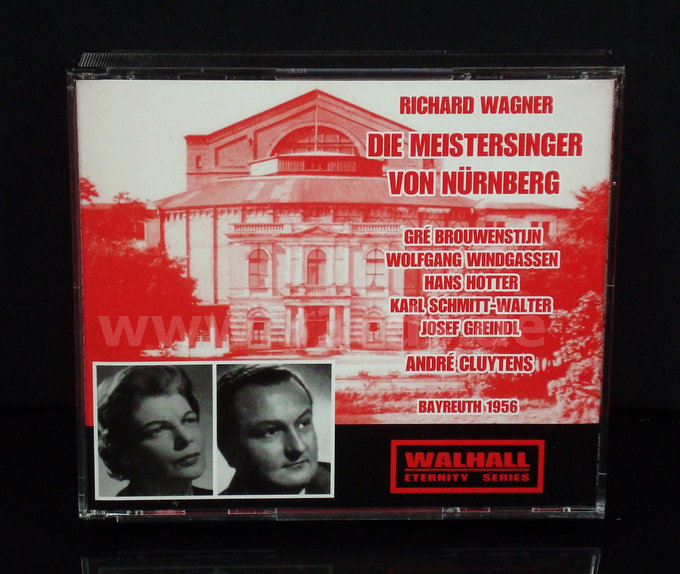 RICHARD WAGNER
DIE MEISTERSINGER
VON NÜRNBERG
GRÉ BROUWENSTIJN
WOLFGANG WINDGASSEN
HANS HOTTER
KARL SCHMITT-WALTER
JOSEF GREINDL
ANDRÉ CLUYTENS
BAYREUTH 1956
WALHALL
ETERNITY SERIES